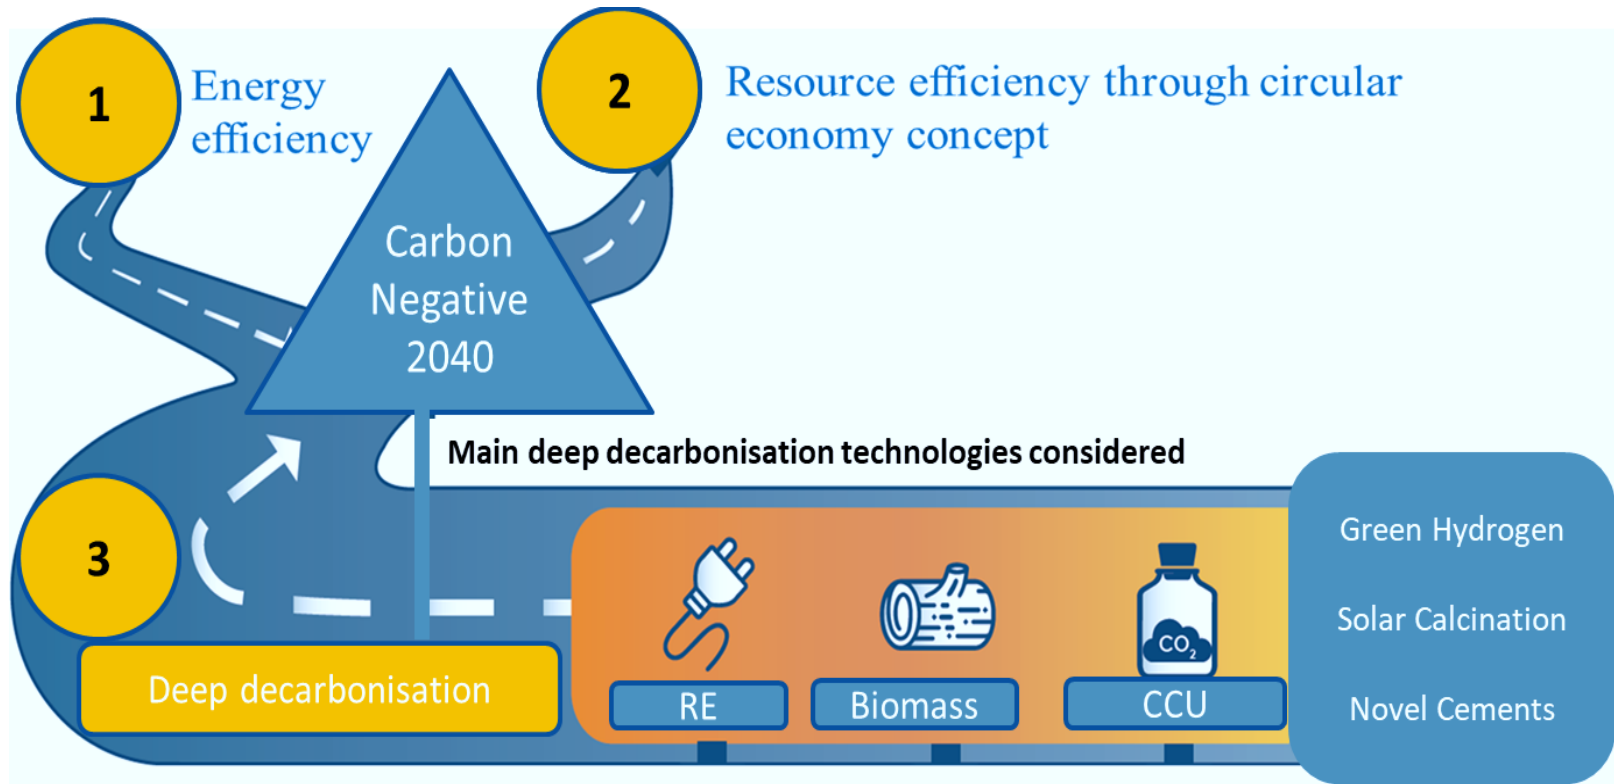 1
Energy
efficiency
2
Resource efficiency through circular
economy concept
Carbon
Negative
2040
Main deep decarbonisation technologies considered
3
Deep decarbonisation
RE
Biomass
CO₂
CCU
Green Hydrogen
Solar Calcination
Novel Cements